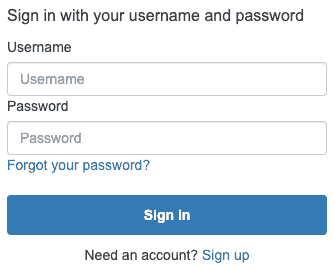 Sign in with your username and password
Username
Username
Password
Password
Forgot your password?
Sign in
Need an account? Sign up